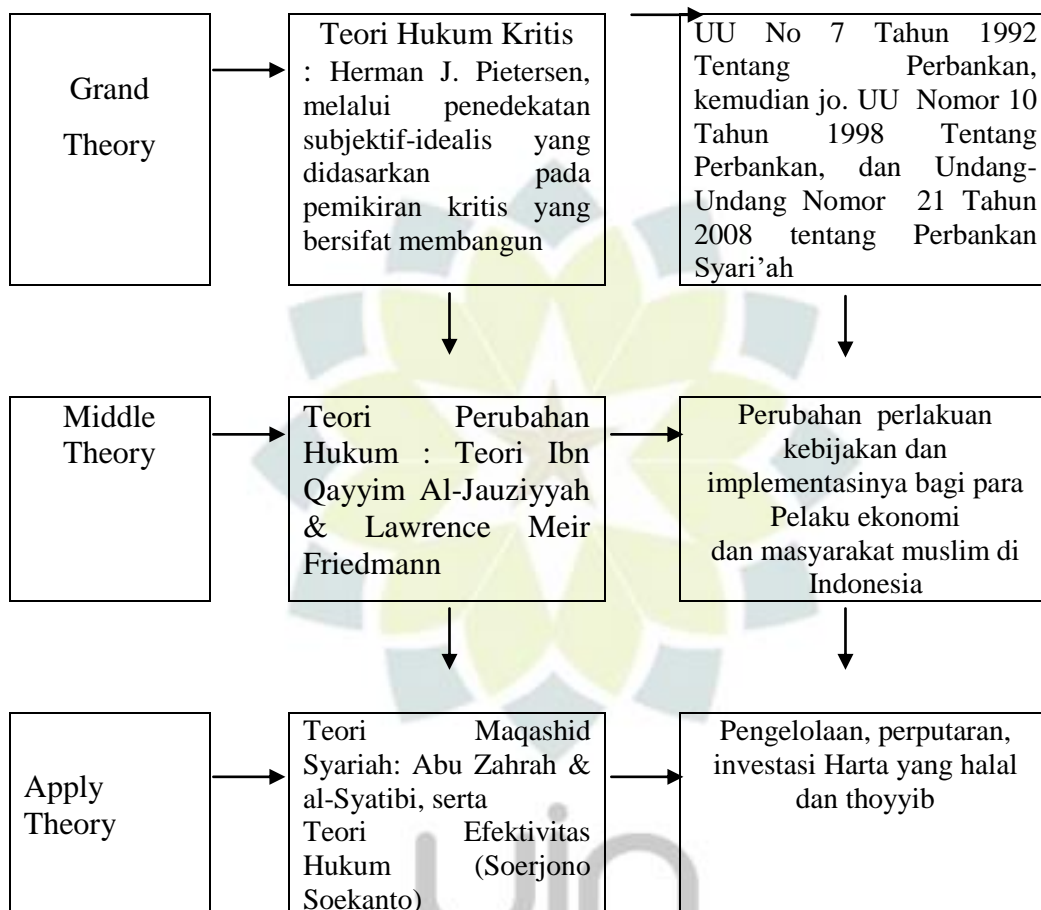 Grand
Theory
Teori Hukum Kritis
: Herman J. Pietersen,
melalui penedekatan
subjektif-idealis yang
didasarkan pada
pemikiran kritis yang
bersifat membangun
UU No 7 Tahun 1992
Tentang Perbankan,
kemudian jo. UU Nomor 10
Tahun 1998 Tentang
Perbankan, dan Undang-
Undang Nomor 21 Tahun
2008 tentang Perbankan
Syari’ah
Middle
Theory
Teori Perubahan
Hukum : Teori Ibn
Qayyim Al-Jauziyyah
& Lawrence Meir
Friedmann
Perubahan perlakuan
kebijakan dan
implementasinya bagi para
Pelaku ekonomi
dan masyarakat muslim di
Indonesia
Apply
Theory
Teori Maqashid
Syariah: Abu Zahrah &
al-Syatibi, serta
Teori Efektivitas
Hukum (Soerjono
Soekanto)
Pengelolaan, perputaran,
investasi Harta yang halal
dan thoyyib
uin